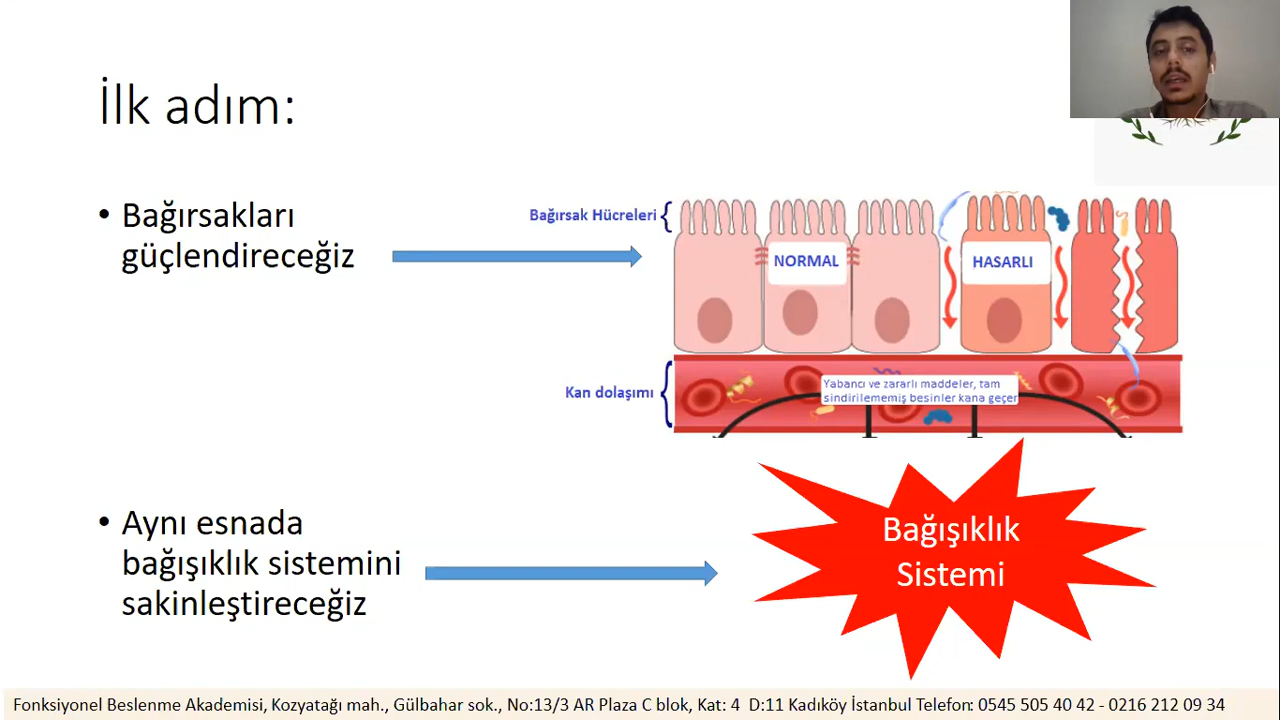 İlk adım:
• Bağırsakları
güçlendireceğiz
Bağırsak Hücreleri
NORMAL
HASARLI
Kan dolaşımı
Yabancı ve zararlı maddeler, tam
sindirilememiş besinler kana geçer
• Aynı esnada
bağışıklık sistemini
sakinleştireceğiz
Bağışıklık
Sistemi
Fonksiyonel Beslenme Akademisi, Kozyatağı mah., Gülbahar sok., No:13/3 AR Plaza C blok, Kat: 4 D:11 Kadıköy İstanbul Telefon: 0545 505 40 42 - 0216 212 09 34